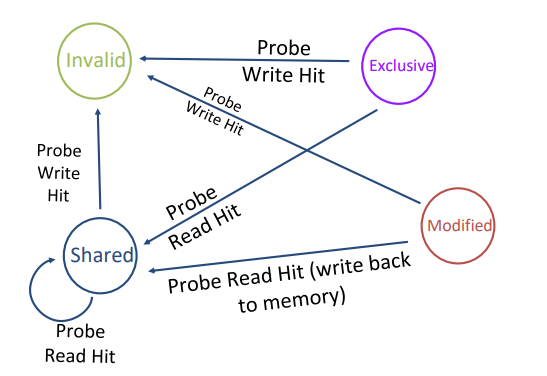 Invalid
Probe
Write Hit
Exclusive
Probe
Write Hit
Probe
Write
Hit
Probe
Read Hit
Modified
Shared
Probe Read Hit (write back
to memory)
Probe
Read Hit